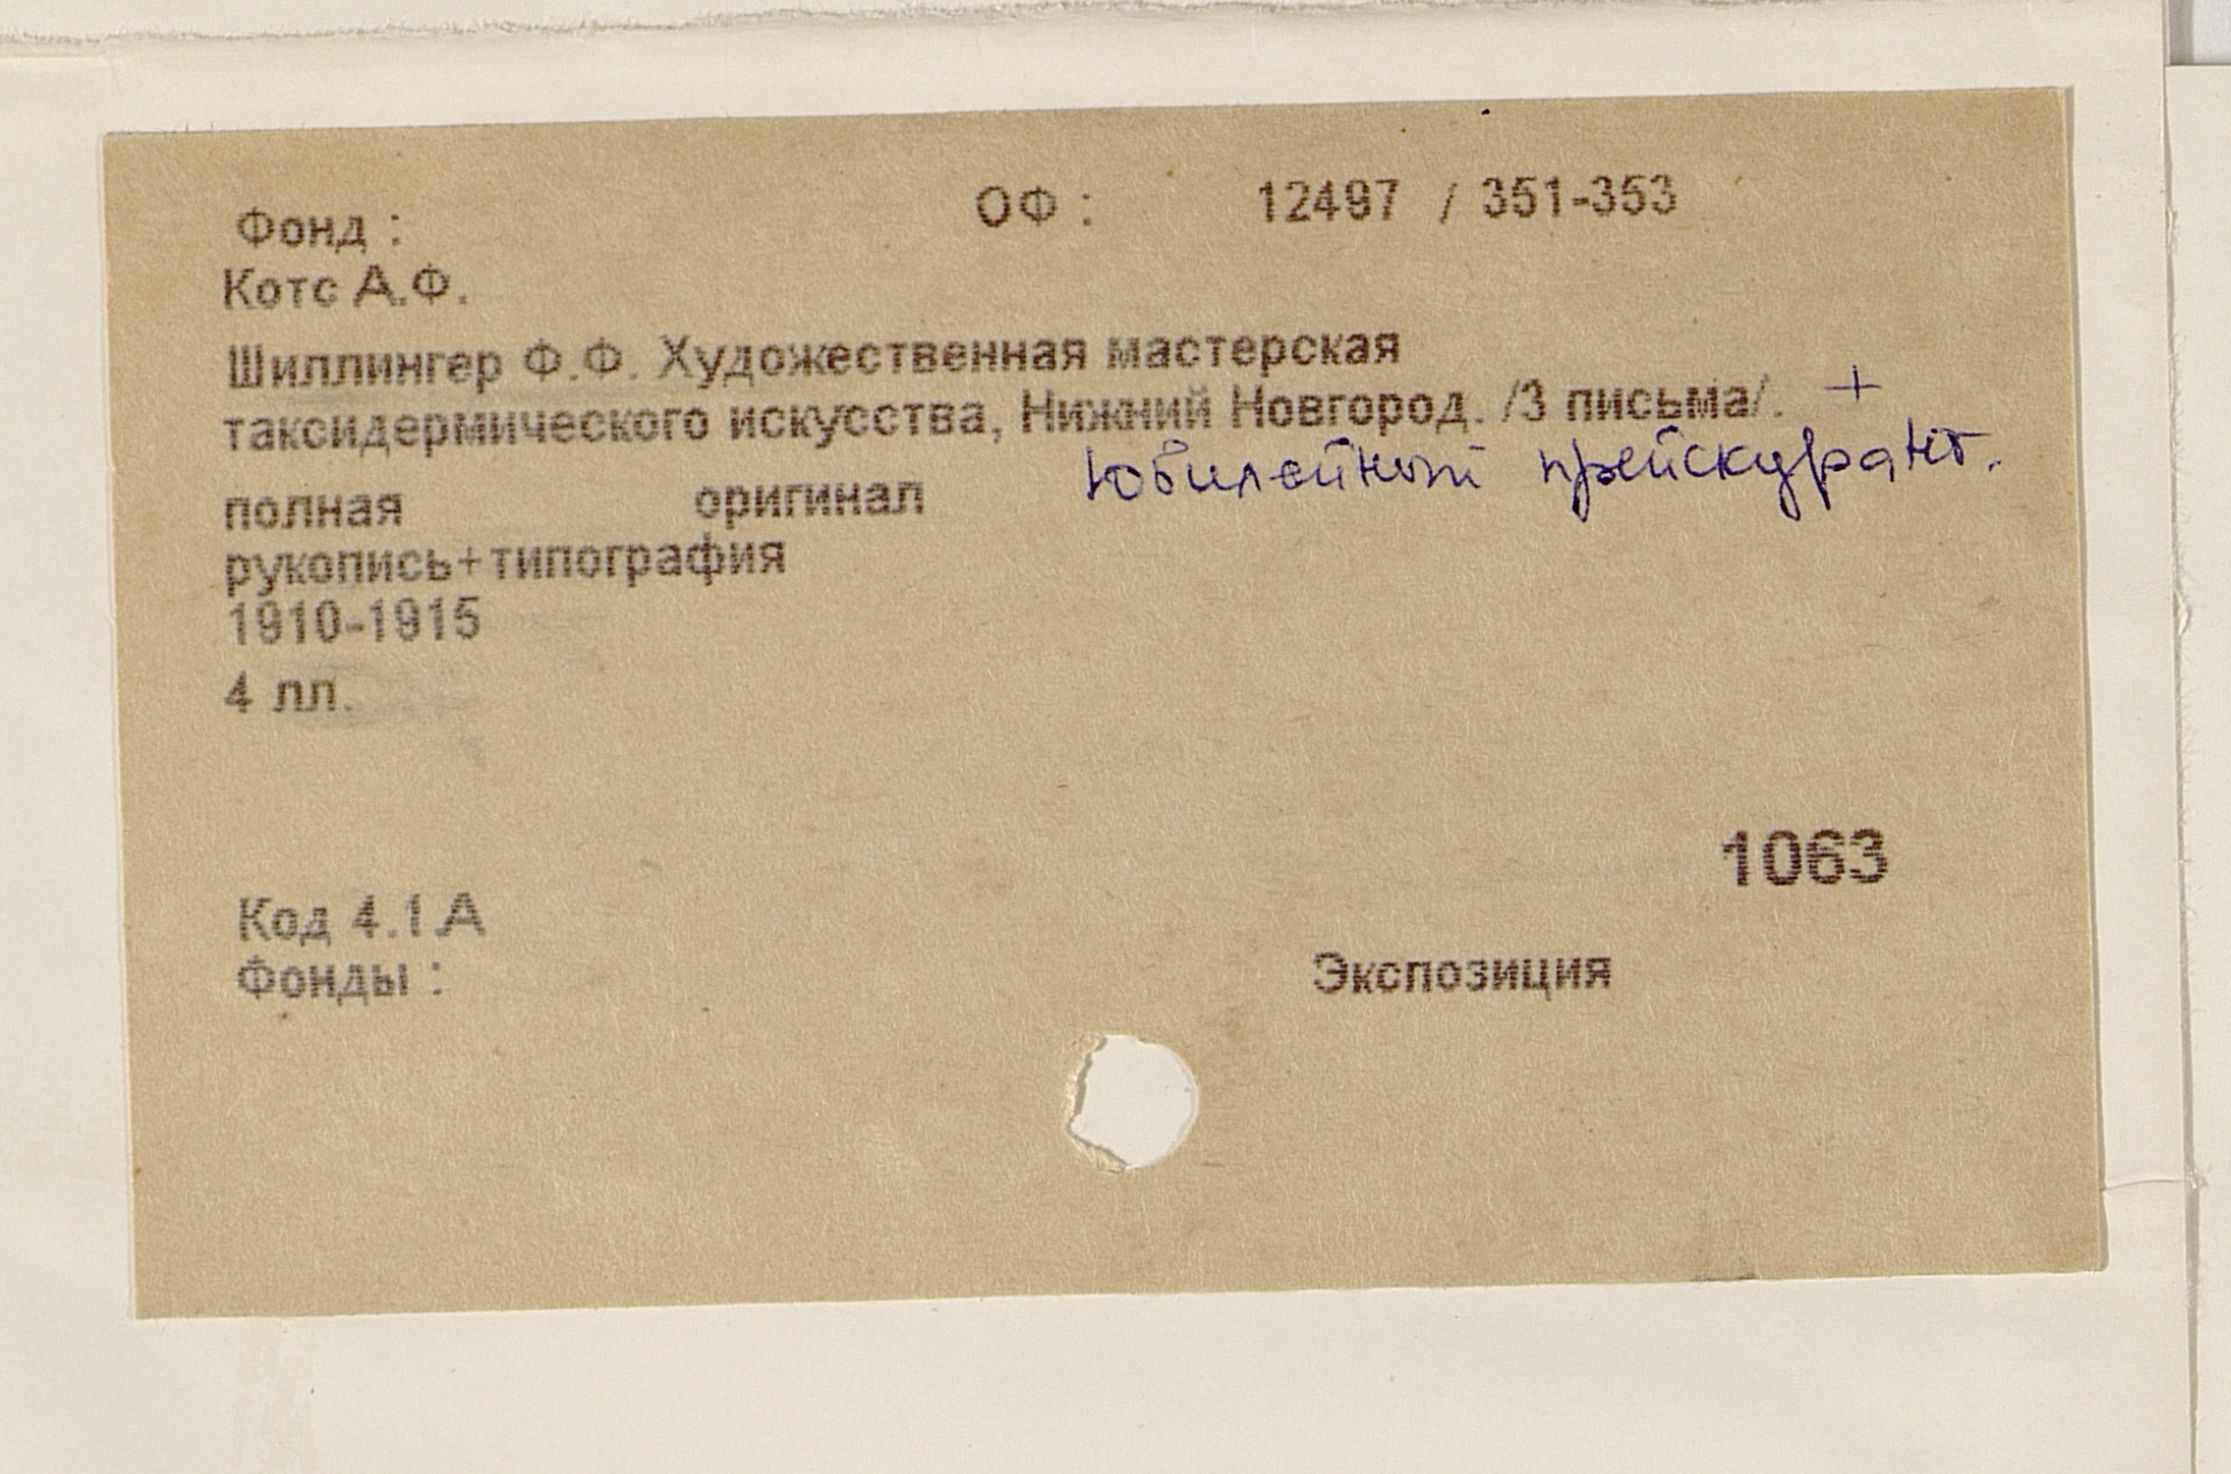 Фонд : ОФ : 12497 / 351-353
Котс А.Ф.
Шиллингер Ф.Ф. Художественная мастерская
таксидермического искусства, Нижний Новгород. /3 письма/. +
юбилейный прейскурант.
полная оригинал
рукопись+типография
1910-1915
4 лл.
1063
Код 4.1.А
Фонды : Экспозиция